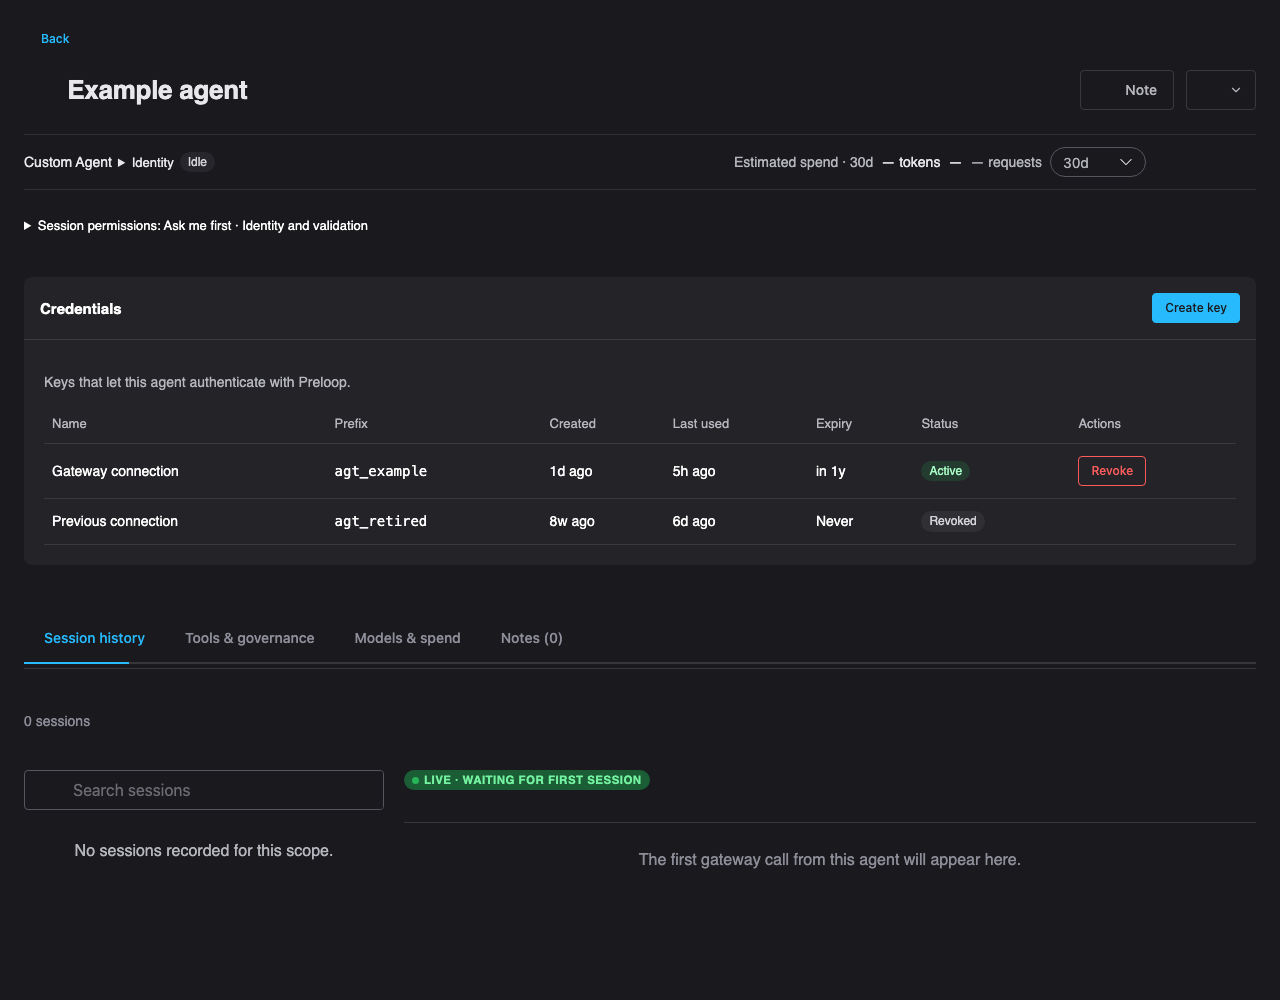 Back
Example agent
Note
Custom Agent ▶ Identity Idle
Estimated spend · 30d — tokens — — requests 30d
▶ Session permissions: Ask me first · Identity and validation
Credentials
Create key
Keys that let this agent authenticate with Preloop.
Name Prefix Created Last used Expiry Status Actions
Gateway connection agt_example 1d ago 5h ago in 1y Active Revoke
Previous connection agt_retired 8w ago 6d ago Never Revoked
Session history Tools & governance Models & spend Notes (0)
0 sessions
Search sessions
LIVE · WAITING FOR FIRST SESSION
No sessions recorded for this scope.
The first gateway call from this agent will appear here.